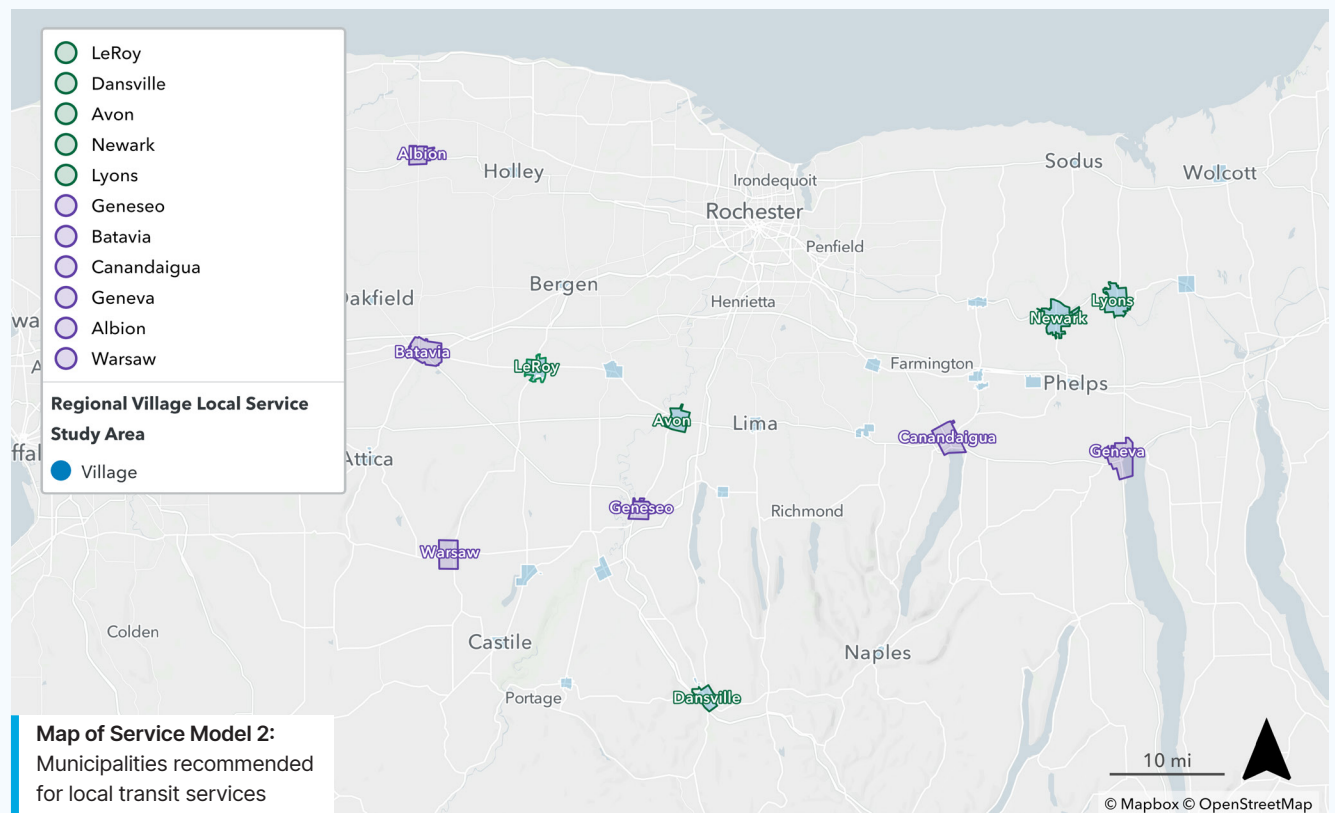 LeRoy
Dansville
Avon
Newark
Lyons
Geneseo
Batavia
Canandaigua
Geneva
Albion
Warsaw
Regional Village Local Service
Study Area
Village
Albion
Holley
Irondequoit
Rochester
Penfield
Sodus
Wolcott
Bergen
Oakfield
Henrietta
Lyons
Newark
wa
Batavia
LeRoy
A
Farmington
Phelps
Avon
Lima
Canandaigua
Geneva
ffal
Attica
Geneseo
Richmond
Warsaw
Colden
Castile
Naples
Portage
Dansville
Map of Service Model 2:
Municipalities recommended
for local transit services
10 mi
© Mapbox © OpenStreetMap